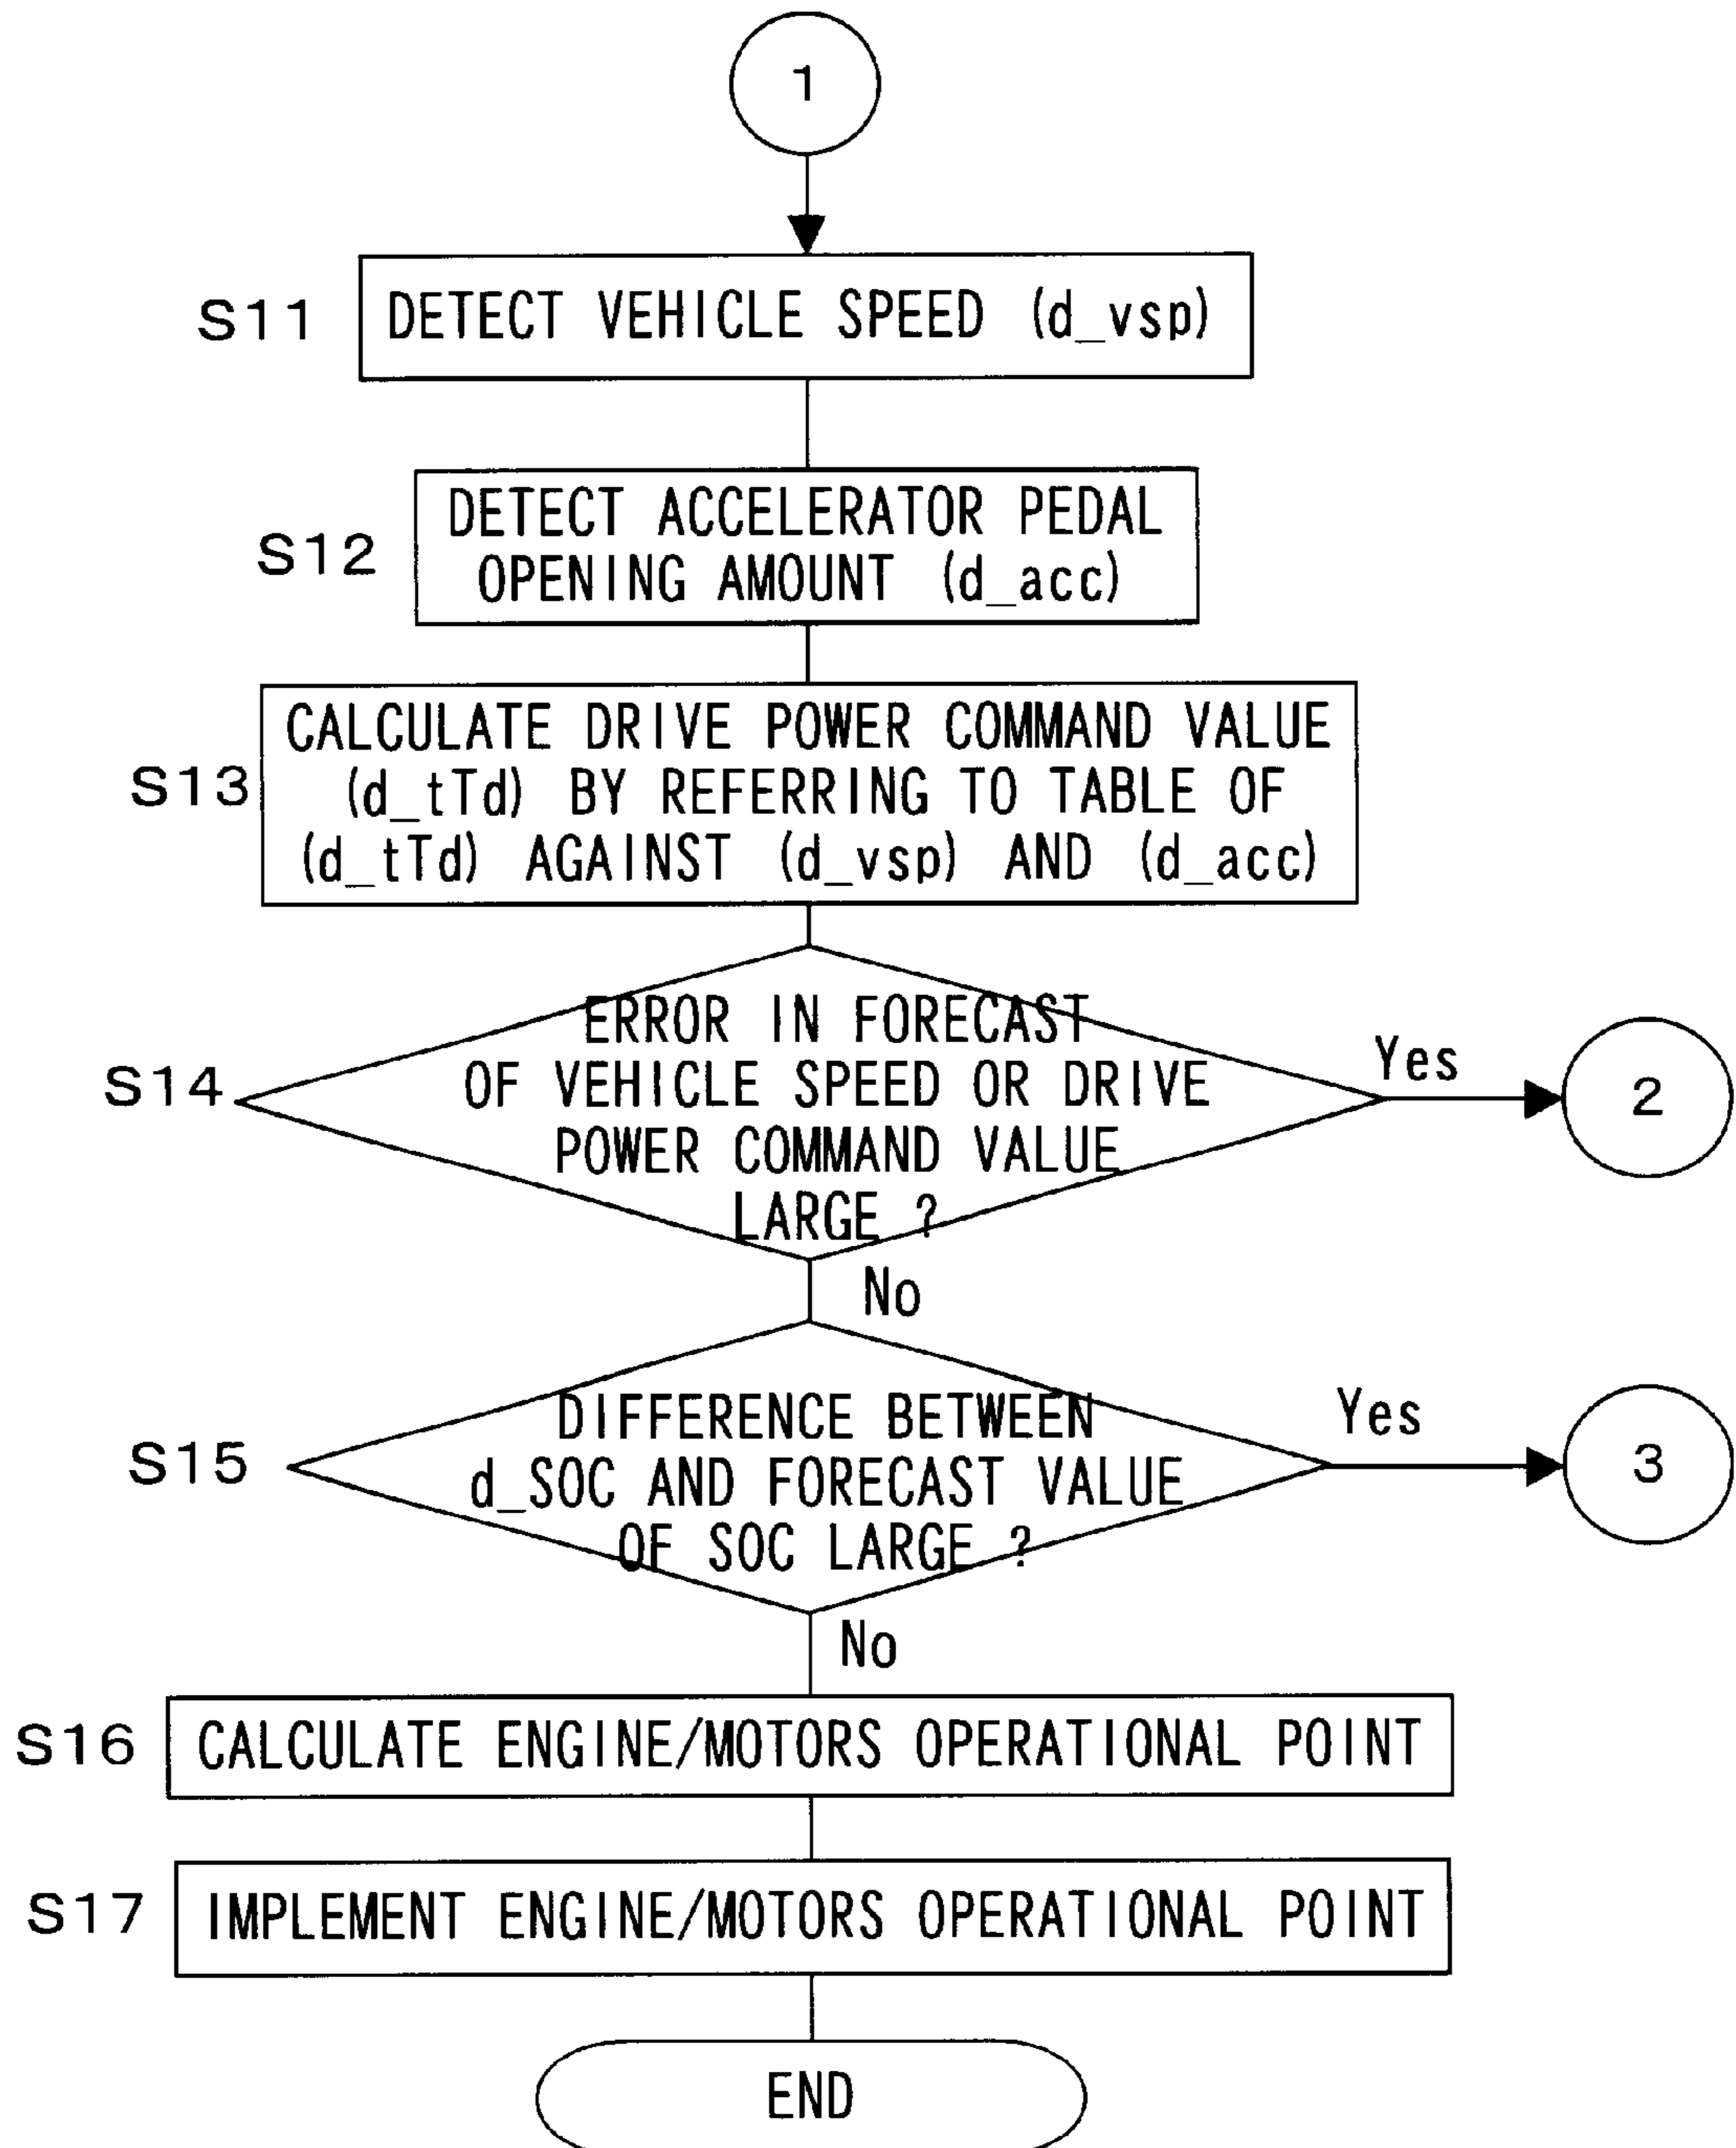 1
S11
DETECT VEHICLE SPEED (d_vsp)
S12
DETECT ACCELERATOR PEDAL
OPENING AMOUNT (d_acc)
S13
CALCULATE DRIVE POWER COMMAND VALUE
(d_tTd) BY REFERRING TO TABLE OF
(d_tTd) AGAINST (d_vsp) AND (d_acc)
S14
ERROR IN FORECAST
OF VEHICLE SPEED OR DRIVE
POWER COMMAND VALUE
LARGE ?
Yes
2
No
S15
DIFFERENCE BETWEEN
d_SOC AND FORECAST VALUE
OF SOC LARGE ?
Yes
3
No
S16
CALCULATE ENGINE/MOTORS OPERATIONAL POINT
S17
IMPLEMENT ENGINE/MOTORS OPERATIONAL POINT
END